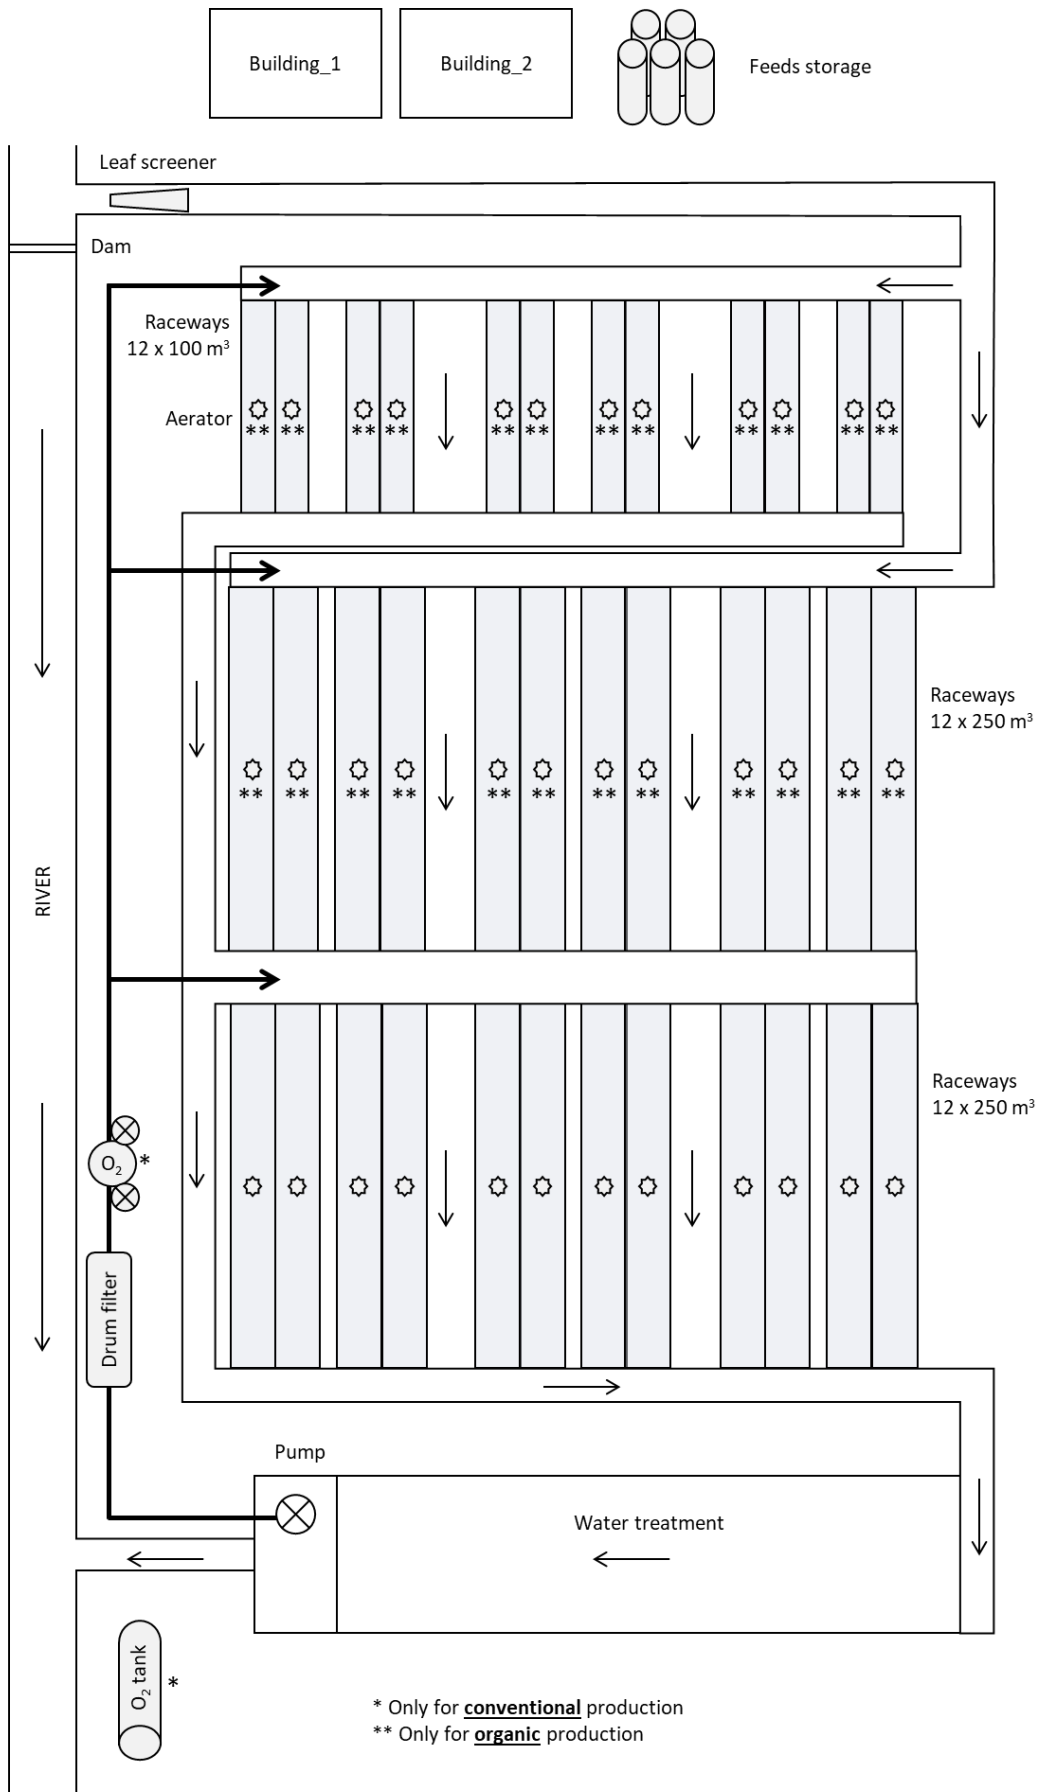 Building_1
Building_2
Feeds storage
Leaf screener
Dam
Raceways
12 x 100 m³
Aerator
** ** ** ** ** ** ** ** ** ** ** **
Raceways
12 x 250 m³
** ** ** ** ** ** ** ** ** ** ** **
RIVER
Raceways
12 x 250 m³
O₂ *
Drum filter
Pump
Water treatment
O₂ tank *
* Only for conventional production
** Only for organic production